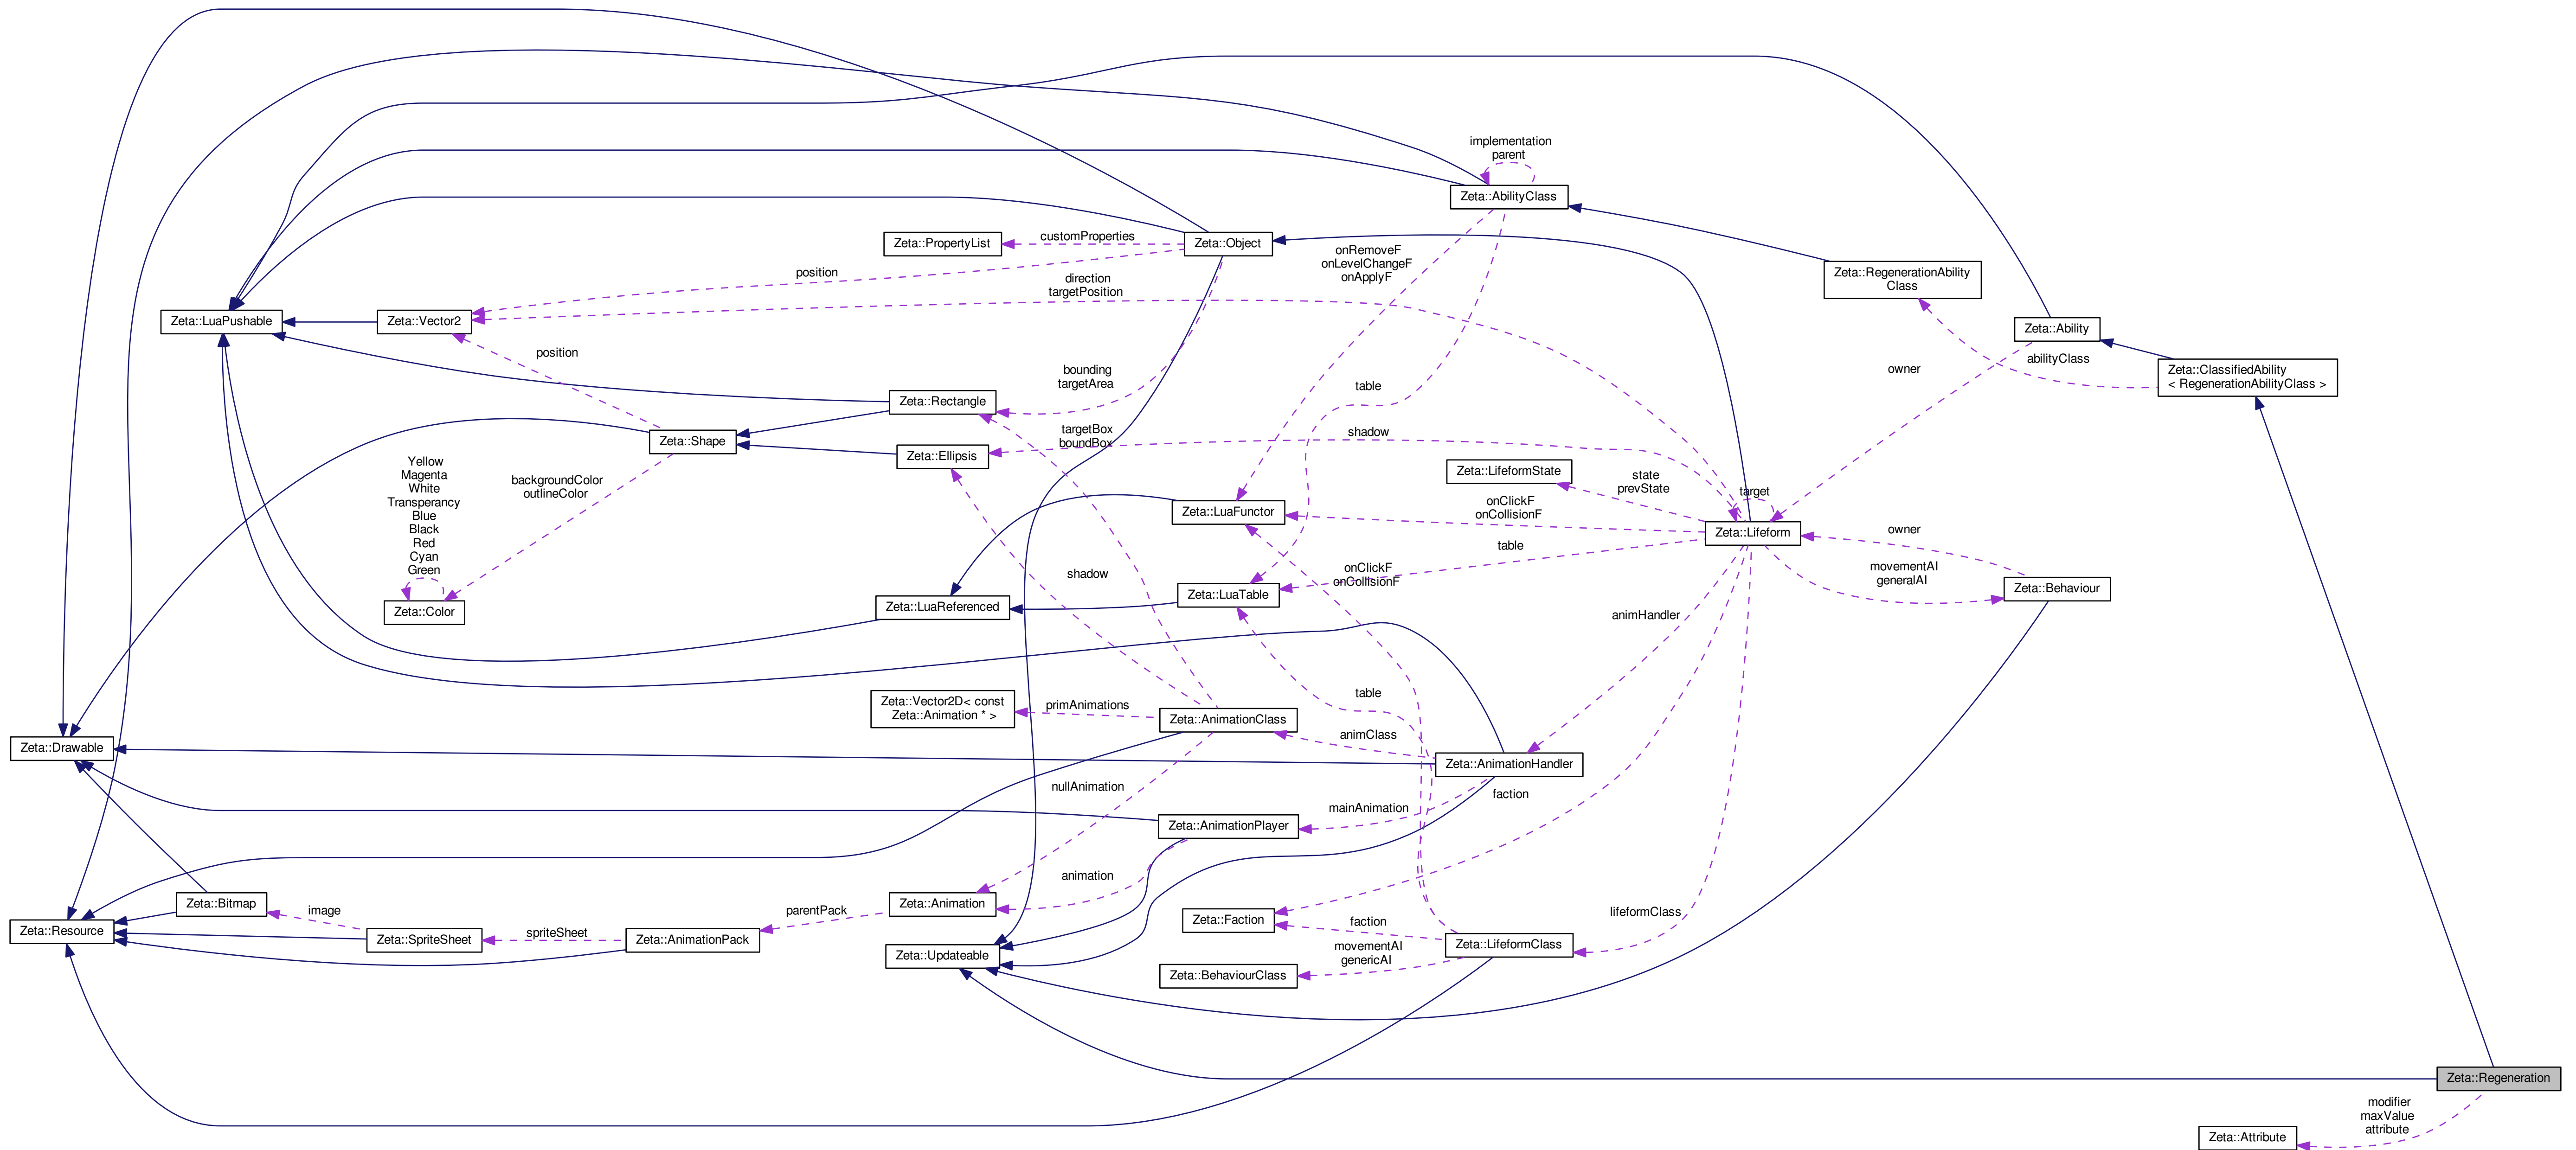 implementation
parent
Zeta::AbilityClass
customProperties
Zeta::PropertyList
Zeta::Object
position
direction
targetPosition
onRemoveF
onLevelChangeF
onApplyF
Zeta::RegenerationAbility
Class
Zeta::LuaPushable
Zeta::Vector2
Zeta::Ability
position
abilityClass
owner
bounding
targetArea
table
Zeta::ClassifiedAbility
< RegenerationAbilityClass >
Zeta::Rectangle
Zeta::Shape
targetBox
boundBox
shadow
Zeta::Ellipsis
Yellow
Magenta
White
Transperancy
Blue
Black
Red
Cyan
Green
backgroundColor
outlineColor
Zeta::LifeformState
state
prevState
target
Zeta::LuaFunctor
onClickF
onCollisionF
Zeta::Lifeform
owner
table
shadow
onClickF
onCollisionF
movementAI
generalAI
Zeta::Behaviour
Zeta::Color
Zeta::LuaReferenced
Zeta::LuaTable
animHandler
Zeta::Vector2D< const
Zeta::Animation * >
primAnimations
table
Zeta::AnimationClass
animClass
Zeta::Drawable
Zeta::AnimationHandler
nullAnimation
mainAnimation
faction
Zeta::AnimationPlayer
animation
Zeta::Bitmap
image
Zeta::Animation
parentPack
Zeta::Faction
faction
lifeformClass
Zeta::Resource
Zeta::SpriteSheet
spriteSheet
Zeta::AnimationPack
Zeta::Updateable
movementAI
genericAI
Zeta::LifeformClass
Zeta::BehaviourClass
Zeta::Regeneration
modifier
maxValue
attribute
Zeta::Attribute